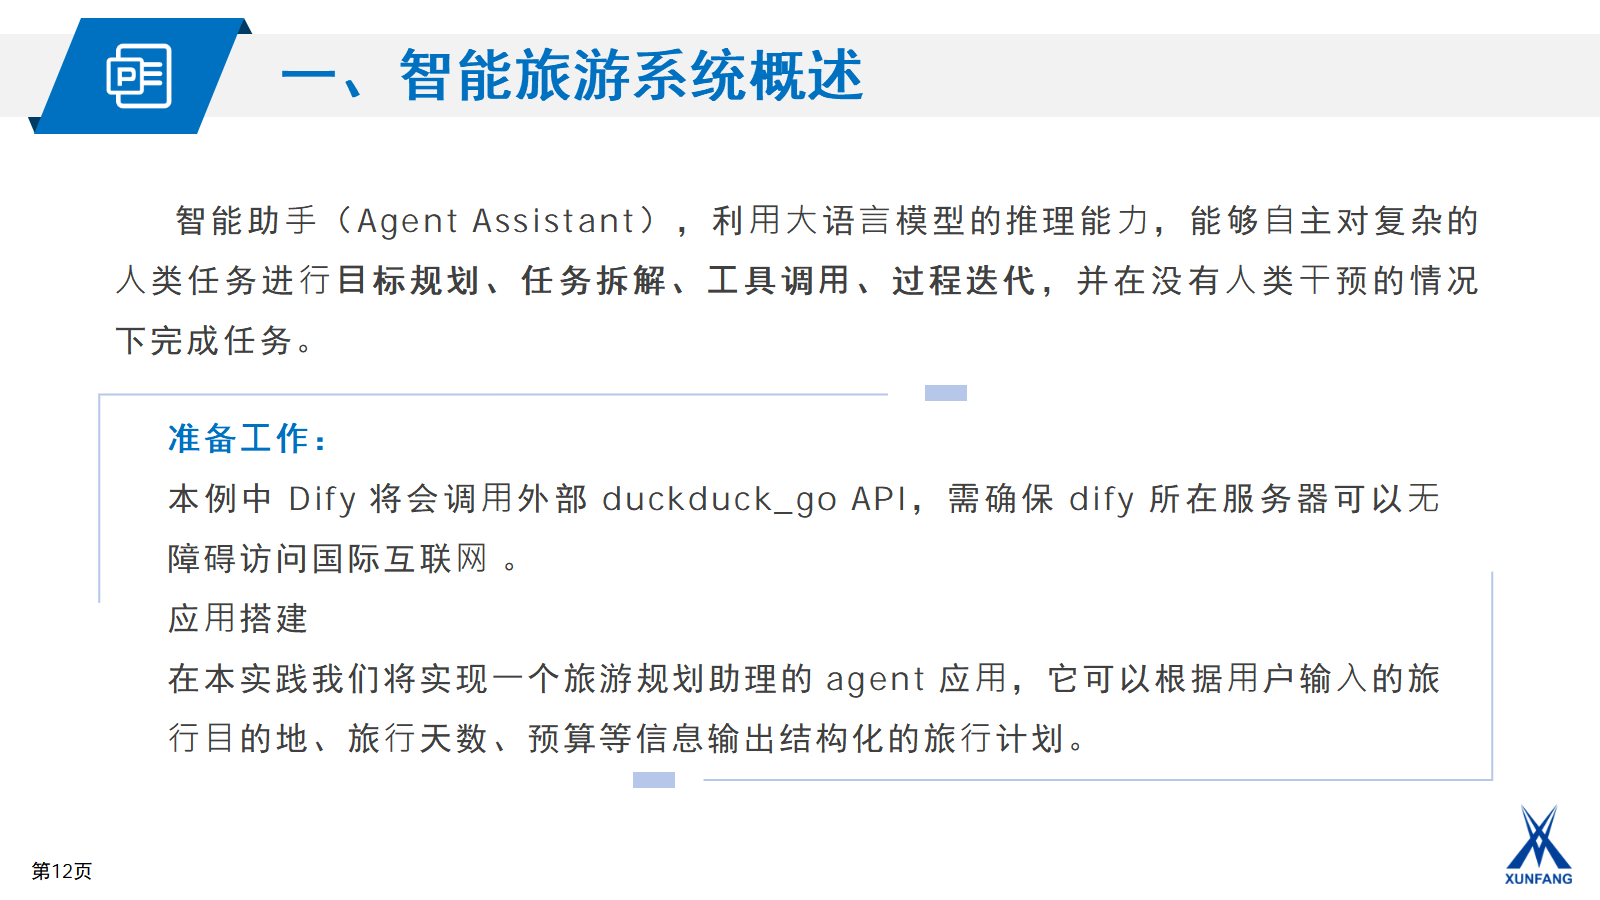 一、智能旅游系统概述
智能助手（Agent Assistant），利用大语言模型的推理能力，能够自主对复杂的
人类任务进行目标规划、任务拆解、工具调用、过程迭代，并在没有人类干预的情况
下完成任务。
准备工作：
本例中 Dify 将会调用外部 duckduck_go API，需确保 dify 所在服务器可以无
障碍访问国际互联网 。
应用搭建
在本实践我们将实现一个旅游规划助理的 agent 应用，它可以根据用户输入的旅
行目的地、旅行天数、预算等信息输出结构化的旅行计划。
第12页
XUNFANG